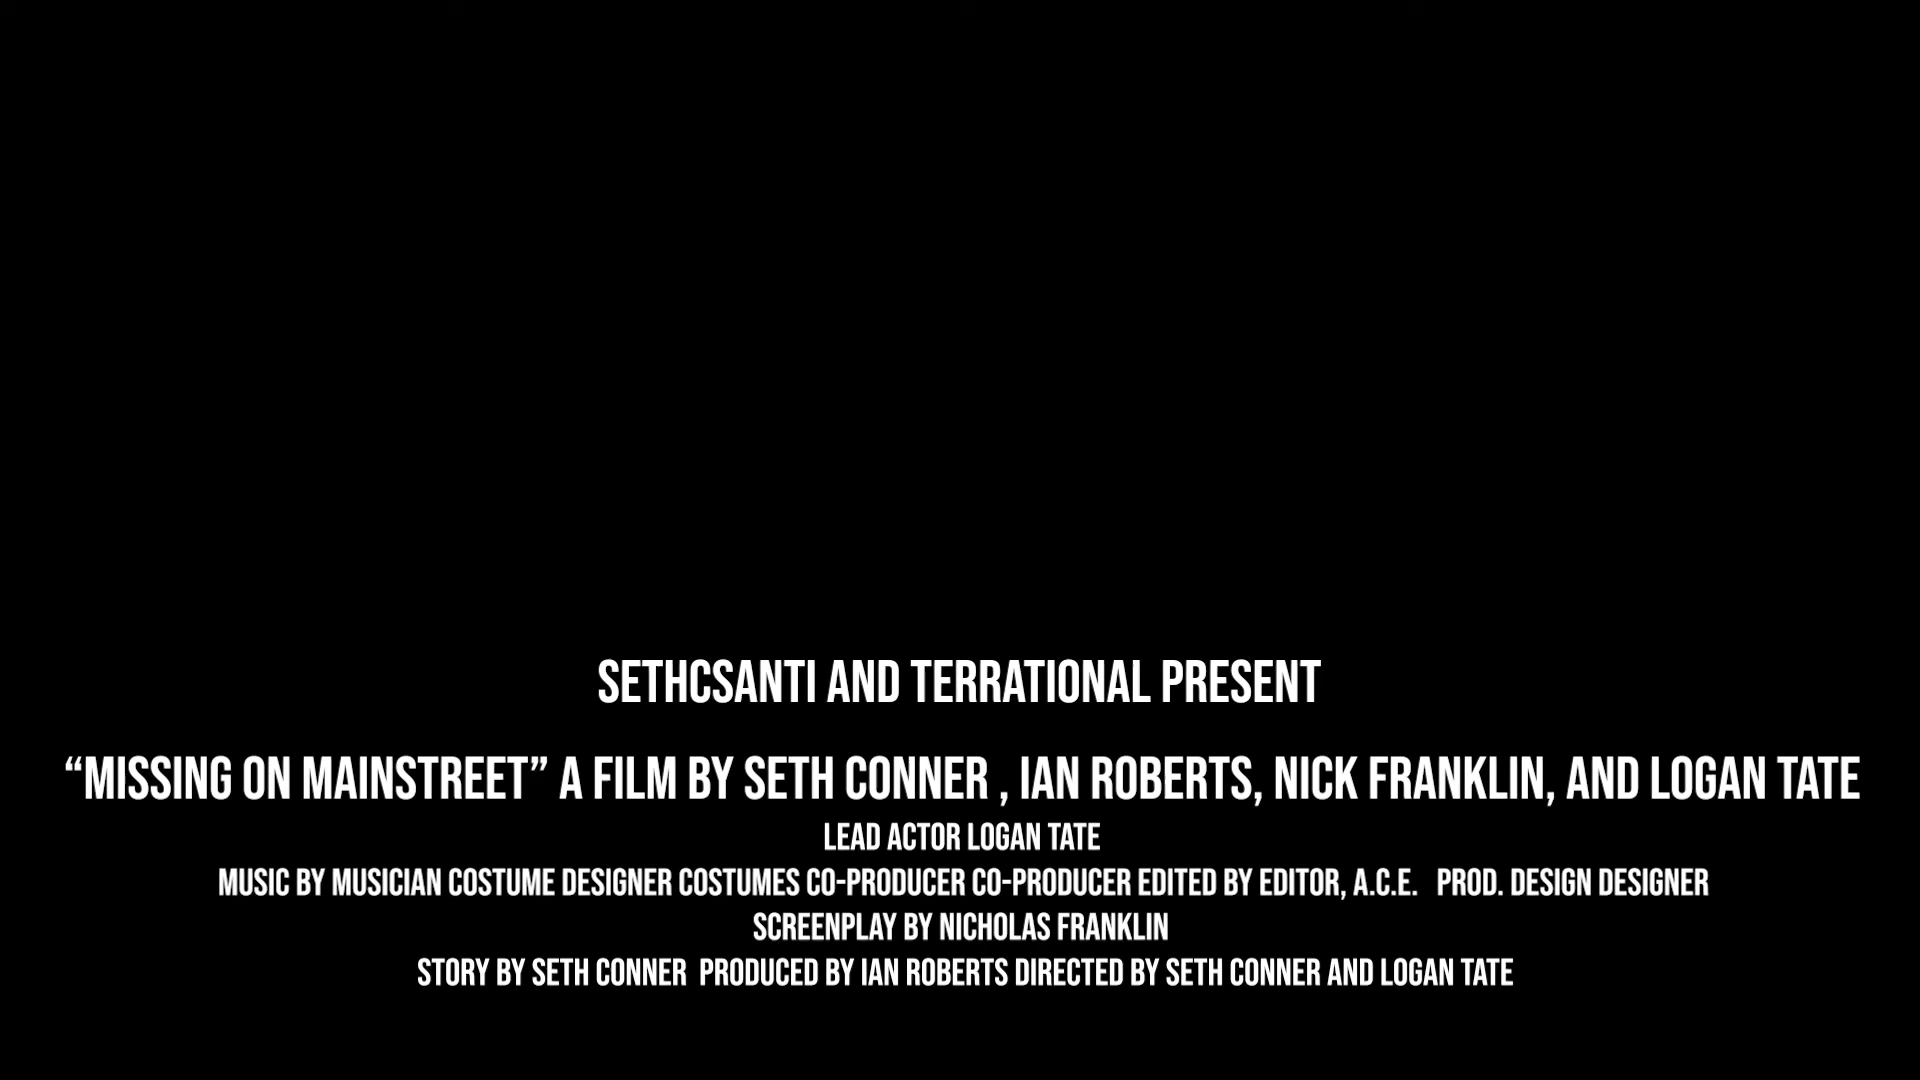 SETHCSANTI AND TERRATIONAL PRESENT
“MISSING ON MAINSTREET” A FILM BY SETH CONNER , IAN ROBERTS, NICK FRANKLIN, AND LOGAN TATE
LEAD ACTOR LOGAN TATE
MUSIC BY MUSICIAN COSTUME DESIGNER COSTUMES CO-PRODUCER CO-PRODUCER EDITED BY EDITOR, A.C.E. PROD. DESIGN DESIGNER
SCREENPLAY BY NICHOLAS FRANKLIN
STORY BY SETH CONNER PRODUCED BY IAN ROBERTS DIRECTED BY SETH CONNER AND LOGAN TATE